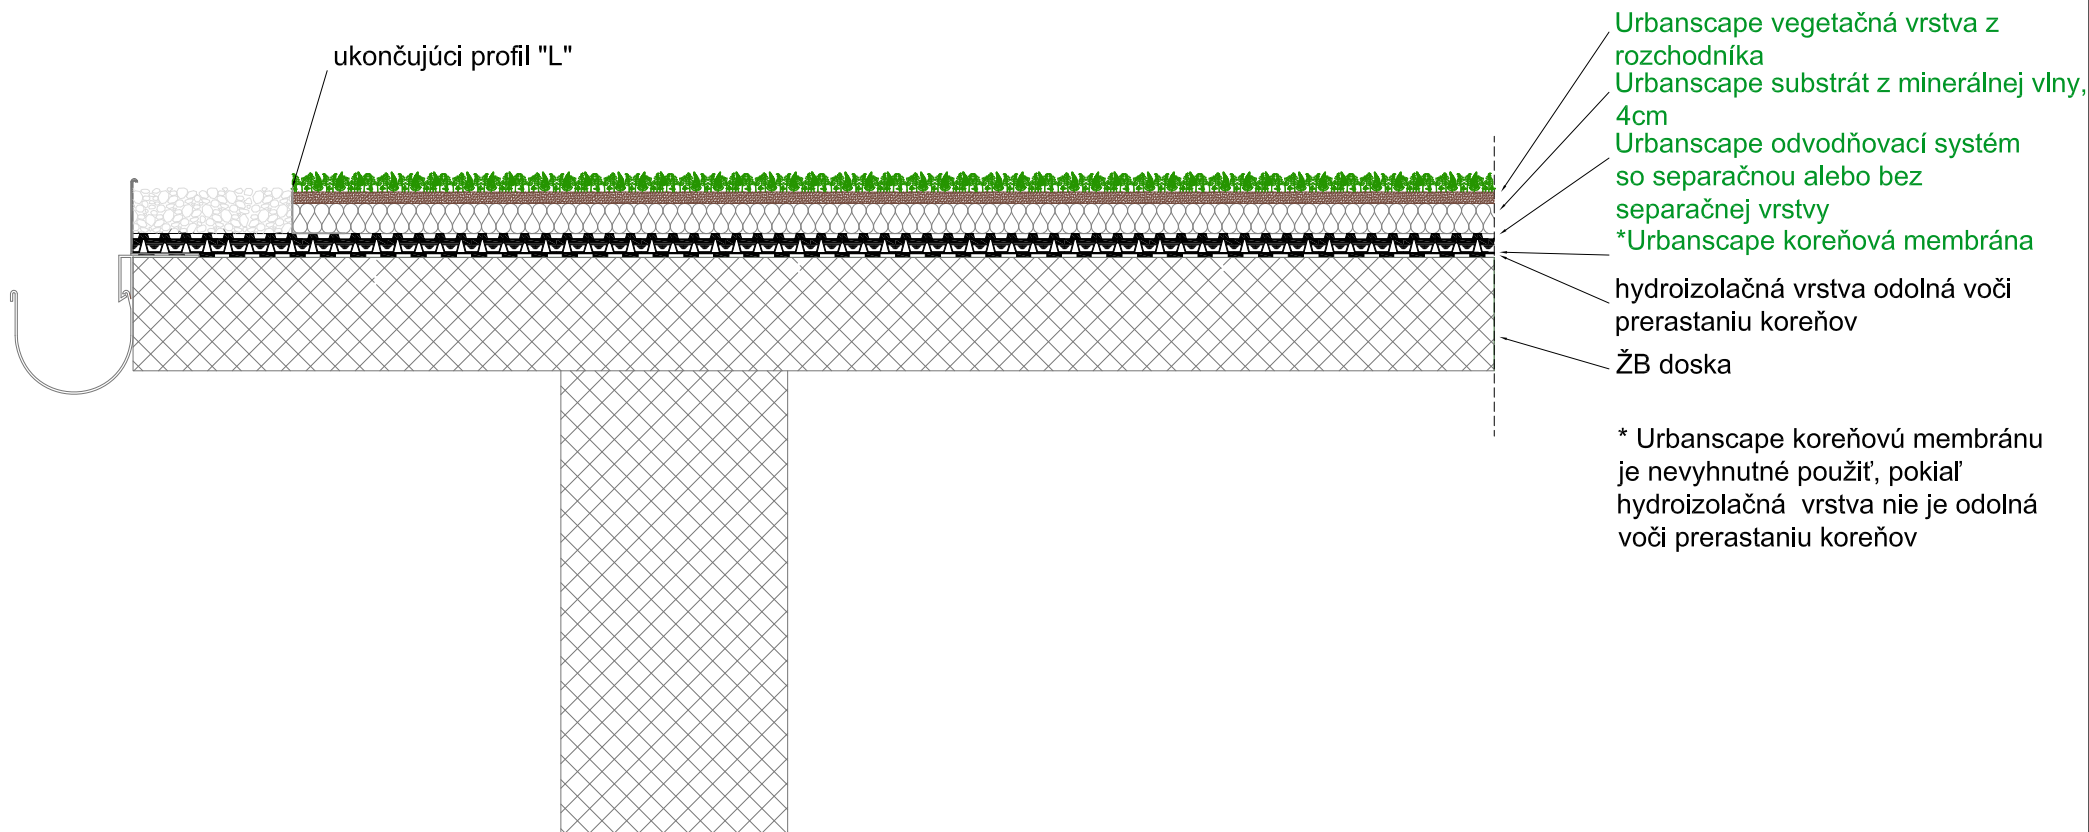 ukončujúci profil "L"
Urbanscape vegetačná vrstva z
rozchodníka
Urbanscape substrát z minerálnej vlny,
4cm
Urbanscape odvodňovací systém
so separačnou alebo bez
separačnej vrstvy
*Urbanscape koreňová membrána
hydroizolačná vrstva odolná voči
prerastaniu koreňov
ŽB doska
* Urbanscape koreňovú membránu
je nevyhnutné použiť, pokiaľ
hydroizolačná  vrstva nie je odolná
voči prerastaniu koreňov